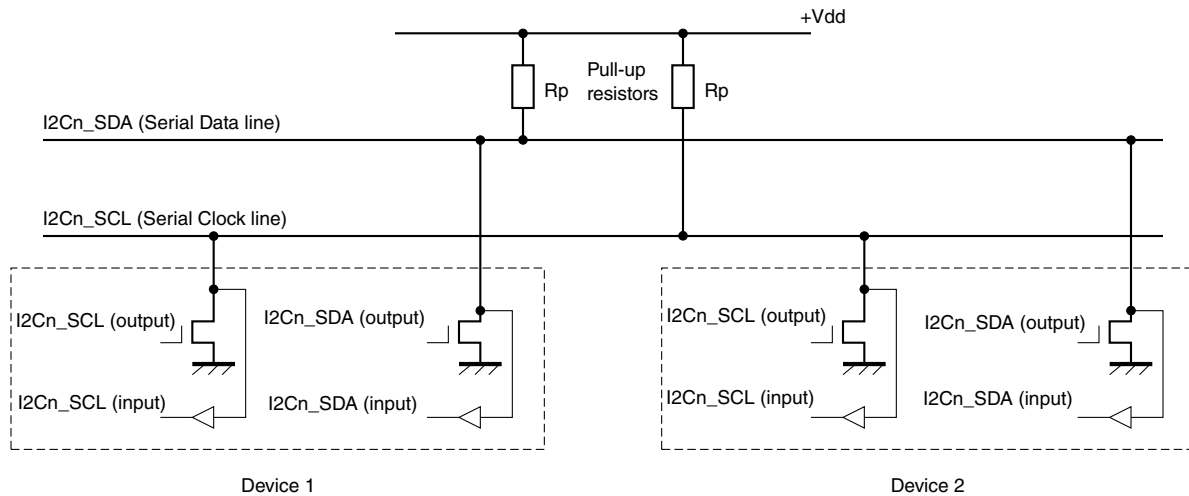 +Vdd
Pull-up
resistors
Rp
Rp
I2Cn_SDA (Serial Data line)
I2Cn_SCL (Serial Clock line)
I2Cn_SCL (output)
I2Cn_SDA (output)
I2Cn_SCL (output)
I2Cn_SDA (output)
I2Cn_SCL (input)
I2Cn_SDA (input)
I2Cn_SCL (input)
I2Cn_SDA (input)
Device 1
Device 2